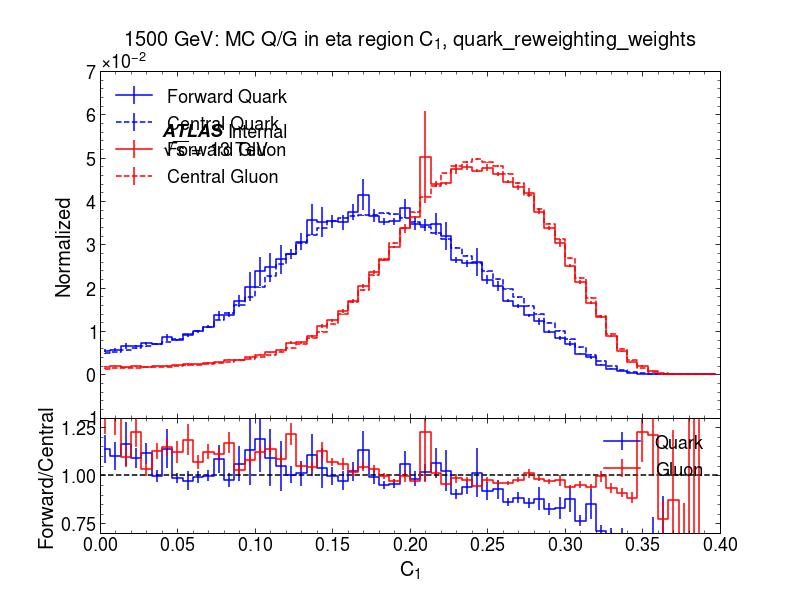 1500 GeV: MC Q/G in eta region C₁, quark_reweighting_weights
×10⁻²
7
6
5
4
3
2
1
0
1
Normalized
Forward Quark
Central Quark
ATLAS Internal
Forward Gluon
√s = 13 TeV
Central Gluon
1.25
1.00
0.75
Forward/Central
Quark
Gluon
0.00 0.05 0.10 0.15 0.20 0.25 0.30 0.35 0.40
C₁